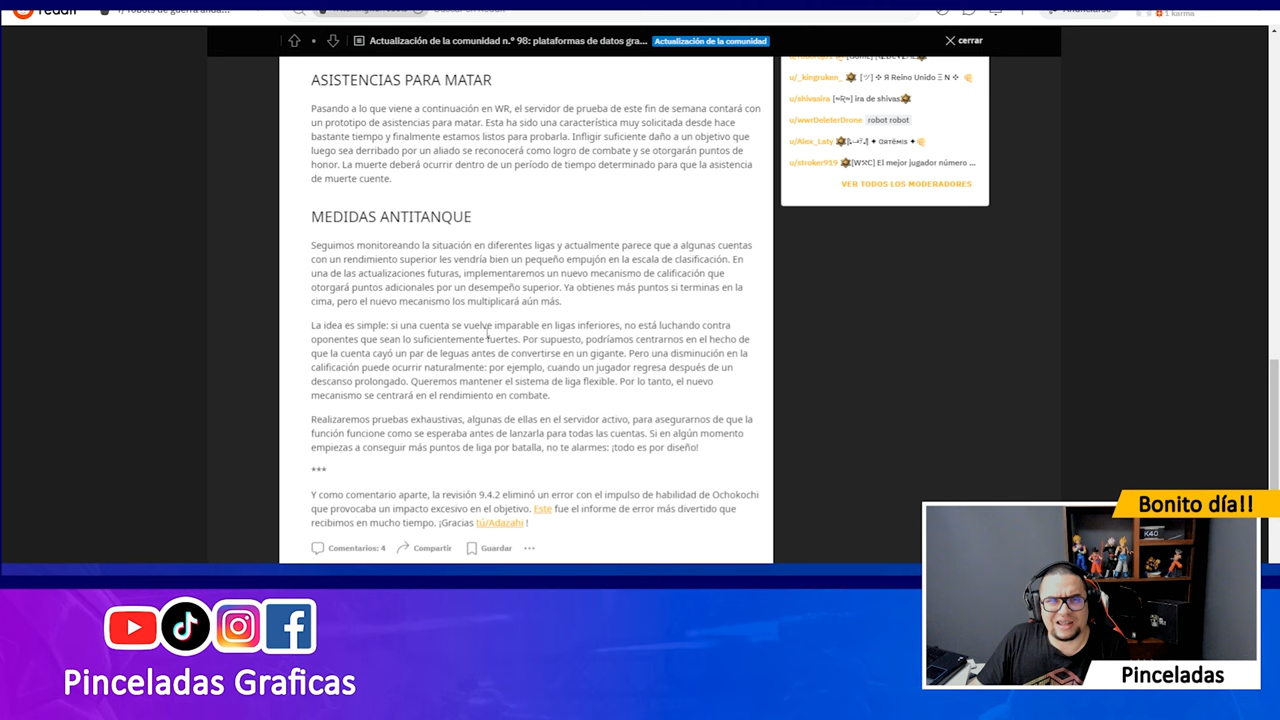 reddit
Anunciarse
1 karma
Actualización de la comunidad n.º 98: plataformas de datos gra...
Actualización de la comunidad
cerrar
ASISTENCIAS PARA MATAR
Pasando a lo que viene a continuación en WR, el servidor de prueba de este fin de semana contará con
un prototipo de asistencias para matar. Esta ha sido una característica muy solicitada desde hace
bastante tiempo y finalmente estamos listos para probarla. Infligir suficiente daño a un objetivo que
luego sea derribado por un aliado se reconocerá como logro de combate y se otorgarán puntos de
honor. La muerte deberá ocurrir dentro de un período de tiempo determinado para que la asistencia
de muerte cuente.
MEDIDAS ANTITANQUE
Seguimos monitoreando la situación en diferentes ligas y actualmente parece que a algunas cuentas
con un rendimiento superior les vendría bien un pequeño empujón en la escala de clasificación. En
una de las actualizaciones futuras, implementaremos un nuevo mecanismo de calificación que
otorgará puntos adicionales por un desempeño superior. Ya obtienes más puntos si terminas en la
cima, pero el nuevo mecanismo los multiplicará aún más.
La idea es simple: si una cuenta se vuelve imparable en ligas inferiores, no está luchando contra
oponentes que sean lo suficientemente fuertes. Por supuesto, podríamos centrarnos en el hecho de
que la cuenta cayó un par de leguas antes de convertirse en un gigante. Pero una disminución en la
calificación puede ocurrir naturalmente: por ejemplo, cuando un jugador regresa después de un
descanso prolongado. Queremos mantener el sistema de liga flexible. Por lo tanto, el nuevo
mecanismo se centrará en el rendimiento en combate.
Realizaremos pruebas exhaustivas, algunas de ellas en el servidor activo, para asegurarnos de que la
función funcione como se esperaba antes de lanzarla para todas las cuentas. Si en algún momento
empiezas a conseguir más puntos de liga por batalla, no te alarmes: ¡todo es por diseño!
***
Y como comentario aparte, la revisión 9.4.2 eliminó un error con el impulso de habilidad de Ochokochi
que provocaba un impacto excesivo en el objetivo. Este fue el informe de error más divertido que
recibimos en mucho tiempo. ¡Gracias tú/Adazahi !
Comentarios: 4 Compartir Guardar
u/_kingruken_ Reino Unido
u/shivasira ira de shivas
u/wwrDeleterDrone robot robot
u/Alex_Laty
u/stroker919 El mejor jugador número ...
VER TODOS LOS MODERADORES
Bonito día!!
K40
Pinceladas
Pinceladas Graficas